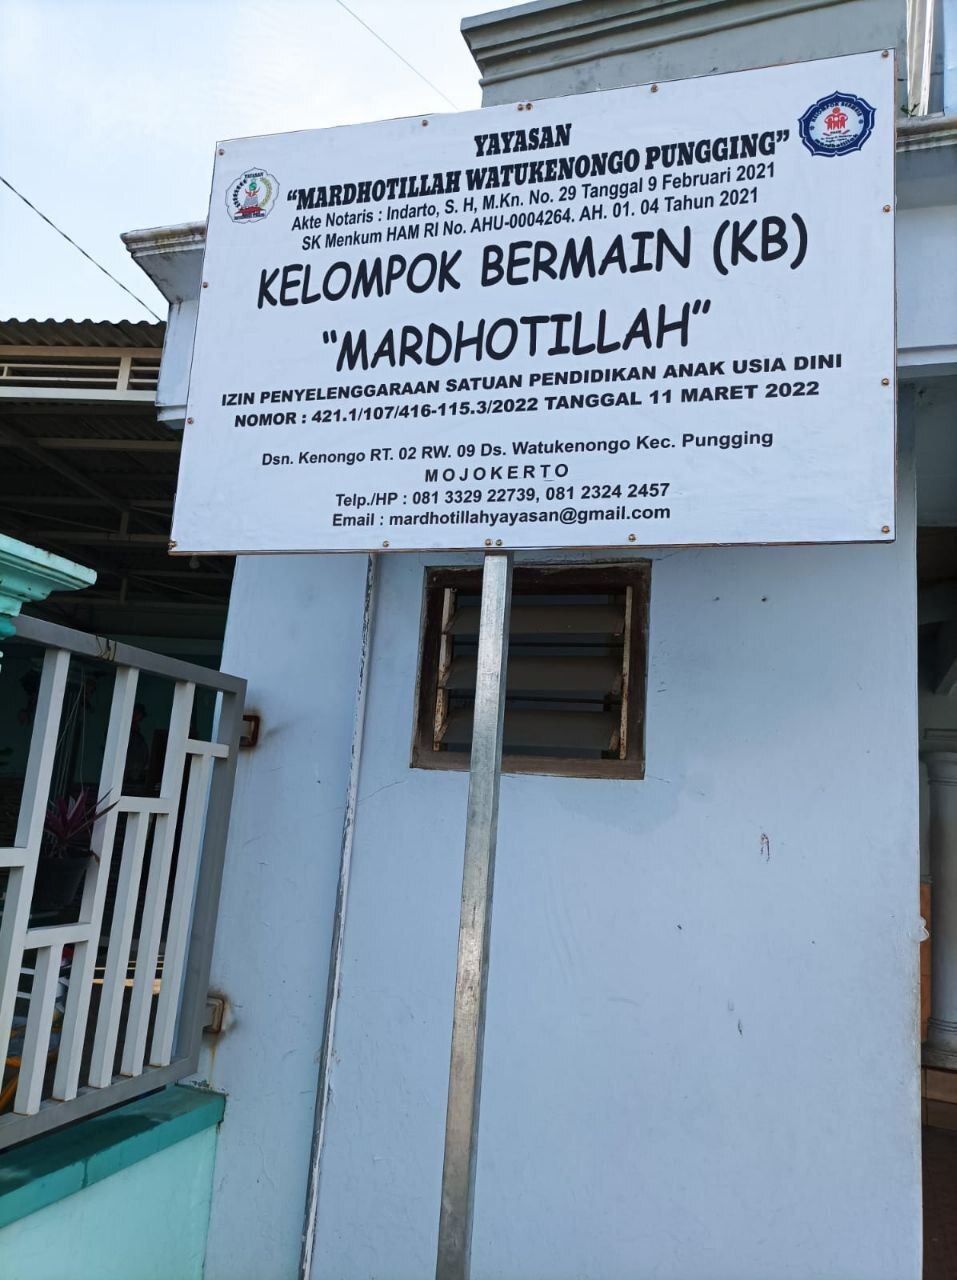 YAYASAN
"MARDHOTILLAH WATUKENONGO PUNGGING"
Akte Notaris : Indarto, S. H, M.Kn. No. 29 Tanggal 9 Februari 2021
SK Menkum HAM RI No. AHU-0004264. AH. 01. 04 Tahun 2021
KELOMPOK BERMAIN (KB)
"MARDHOTILLAH"
IZIN PENYELENGGARAAN SATUAN PENDIDIKAN ANAK USIA DINI
NOMOR : 421.1/107/416-115.3/2022 TANGGAL 11 MARET 2022
Dsn. Kenongo RT. 02 RW. 09 Ds. Watukenongo Kec. Pungging
MOJOKERTO
Telp./HP : 081 3329 22739, 081 2324 2457
Email : mardhotillahyayasan@gmail.com